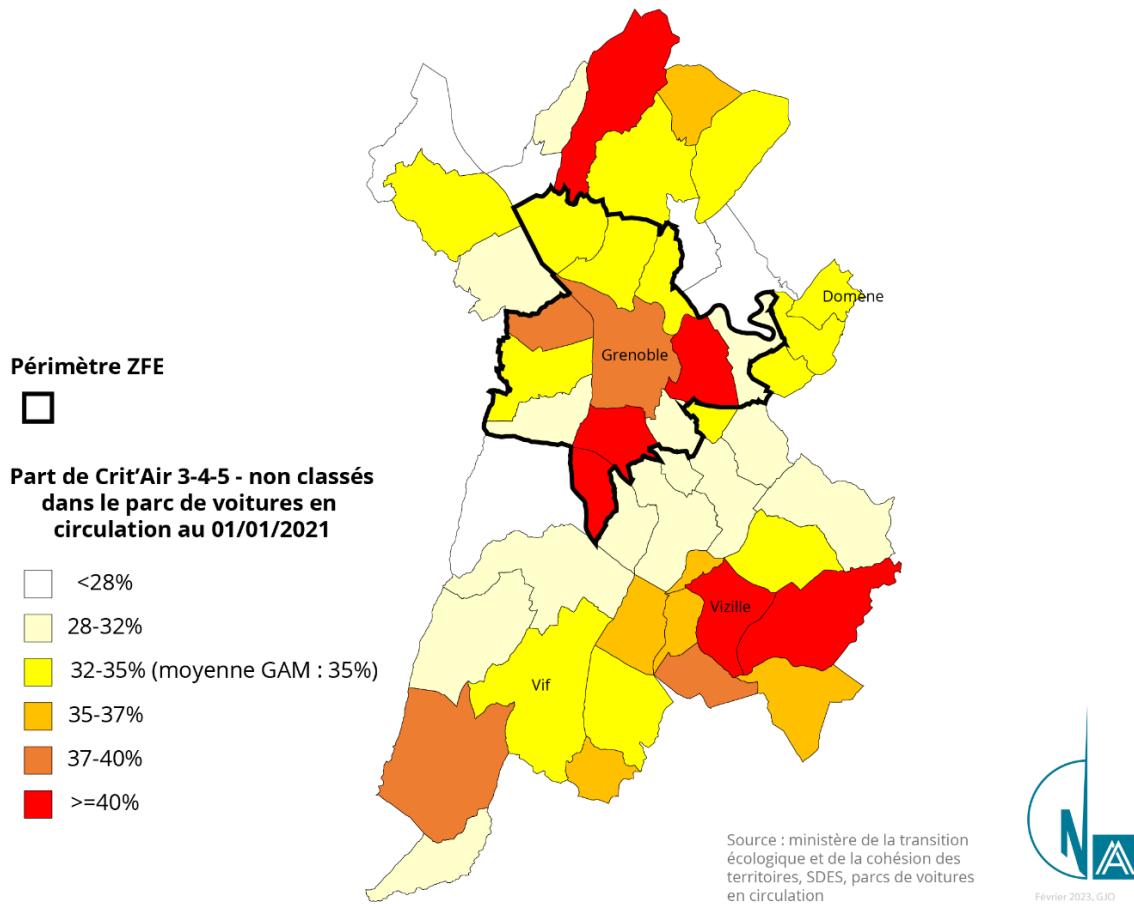 Domène
Grenoble
Périmètre ZFE
Part de Crit’Air 3-4-5 - non classés
dans le parc de voitures en
circulation au 01/01/2021
<28%
28-32%
32-35% (moyenne GAM : 35%)
35-37%
37-40%
>=40%
Vizille
Vif
Source : ministère de la transition
écologique et de la cohésion des
territoires, SDES, parcs de voitures
en circulation
N
Février 2023, GJO